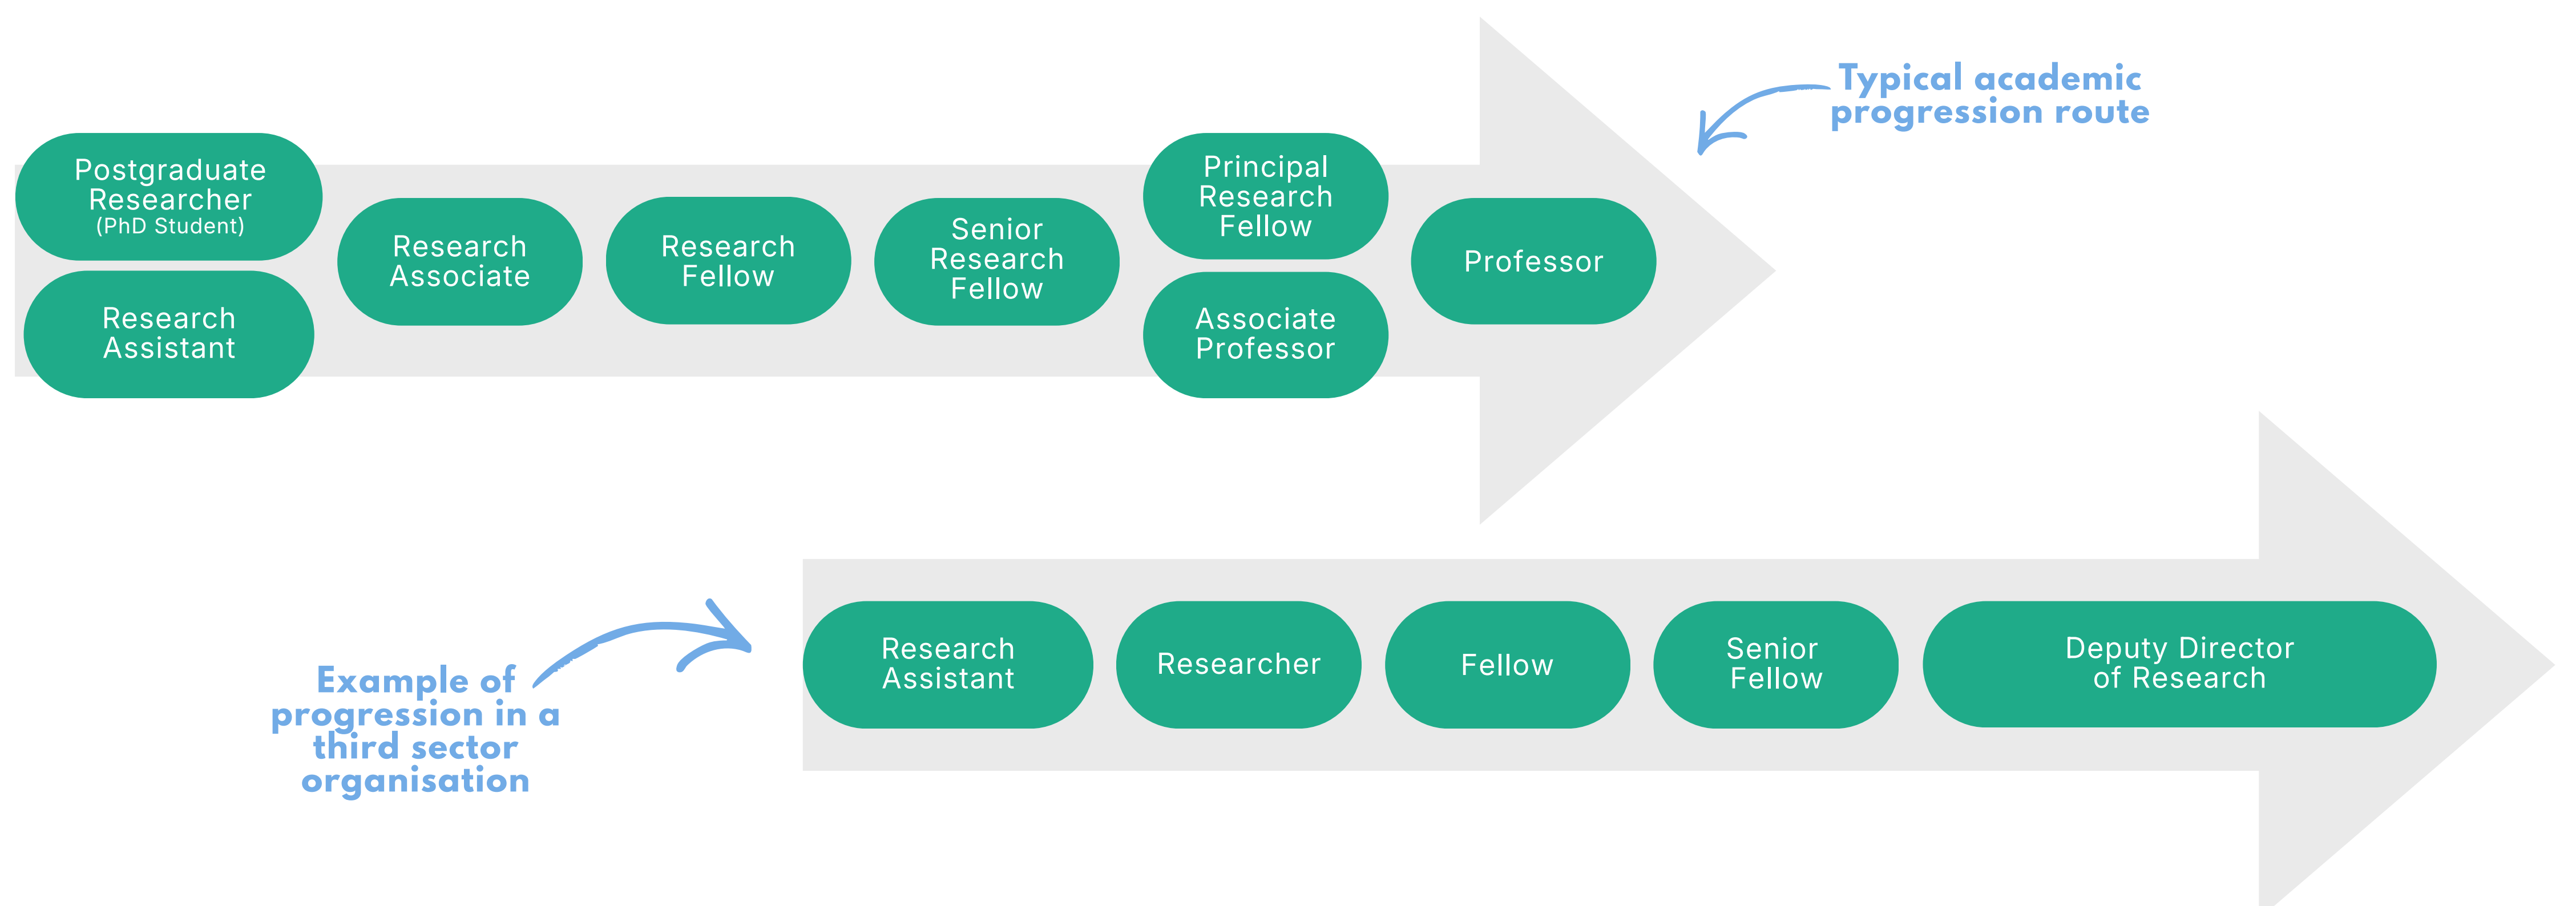 Typical academic
progression route
Postgraduate
Researcher
(PhD Student)
Research
Assistant
Research
Associate
Research
Fellow
Senior
Research
Fellow
Principal
Research
Fellow
Associate
Professor
Professor
Example of
progression in a
third sector
organisation
Research
Assistant
Researcher
Fellow
Senior
Fellow
Deputy Director
of Research